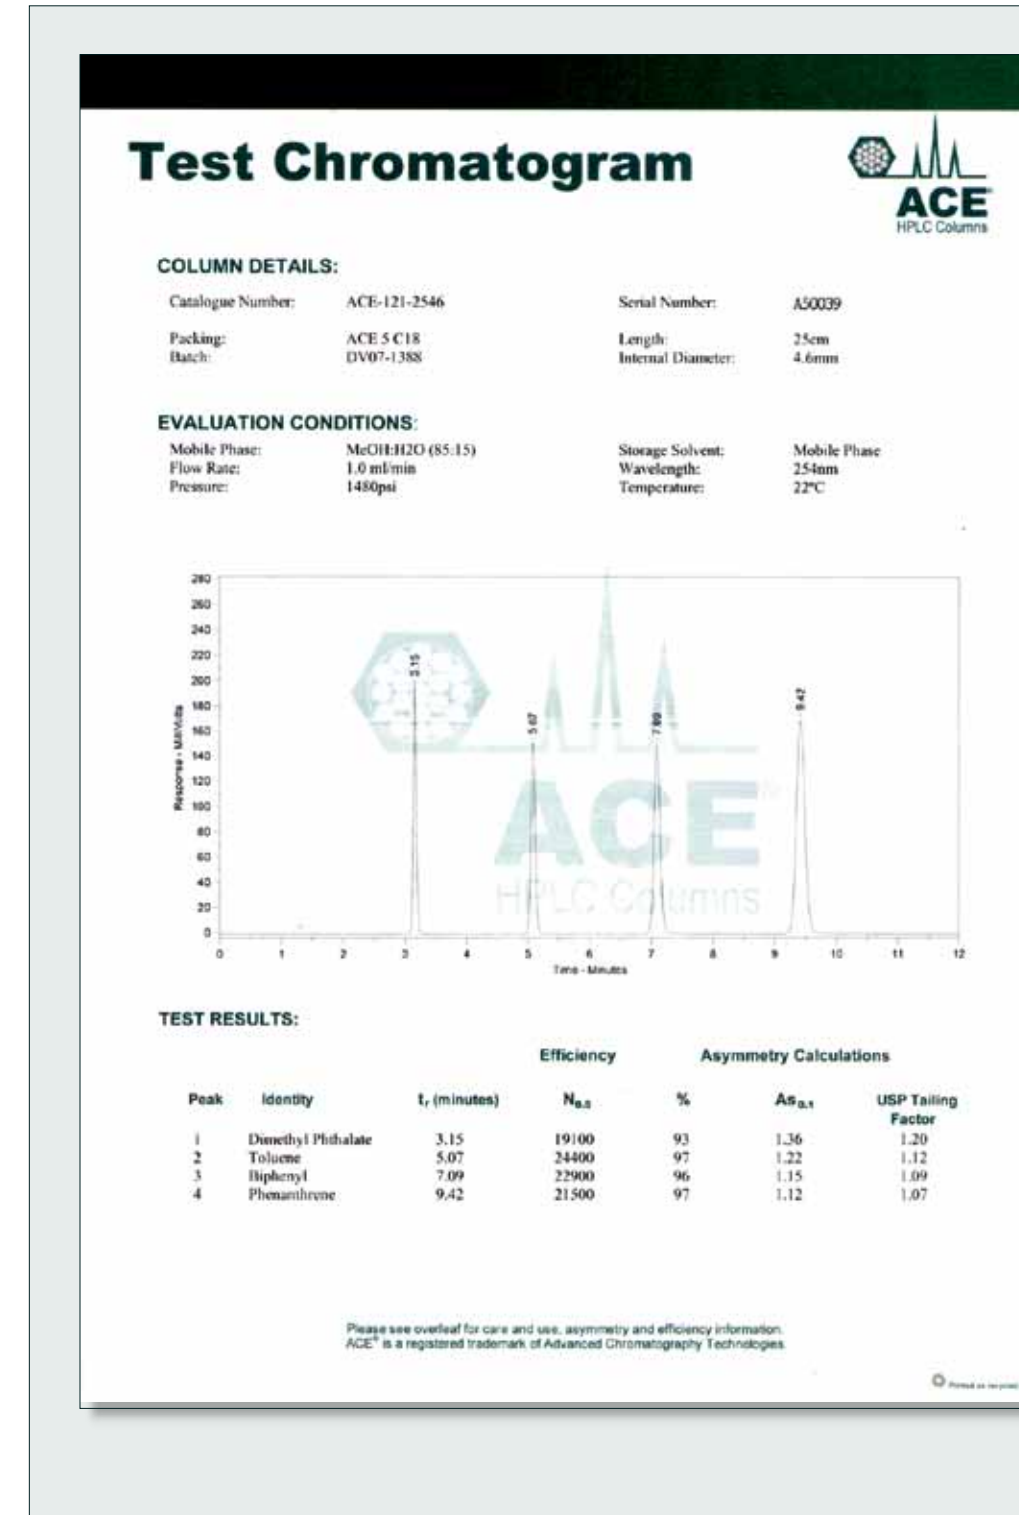 Test Chromatogram
ACE
HPLC Columns
COLUMN DETAILS:
Catalogue Number: ACE-121-2546 Serial Number: A50039
Packing: ACE 5 C18 Length: 25cm
Batch: DV07-1388 Internal Diameter: 4.6mm
EVALUATION CONDITIONS:
Mobile Phase: MeOH:H2O (85:15) Storage Solvent: Mobile Phase
Flow Rate: 1.0 ml/min Wavelength: 254nm
Pressure: 1480psi Temperature: 22°C
280
260
240
220
200
180
160
140
120
100
80
60
40
20
0
Response - MilliVolts
3.15
5.07
7.09
9.42
ACE
HPLC Columns
0 1 2 3 4 5 6 7 8 9 10 11 12
Time - Minutes
TEST RESULTS:
Efficiency Asymmetry Calculations
Peak Identity tr (minutes) N0.5 % As0.1 USP Tailing
Factor
1 Dimethyl Phthalate 3.15 19100 93 1.36 1.20
2 Toluene 5.07 24400 97 1.22 1.12
3 Biphenyl 7.09 22900 96 1.15 1.09
4 Phenanthrene 9.42 21500 97 1.12 1.07
Please see overleaf for care and use, asymmetry and efficiency information.
ACE® is a registered trademark of Advanced Chromatography Technologies
Printed on recycled